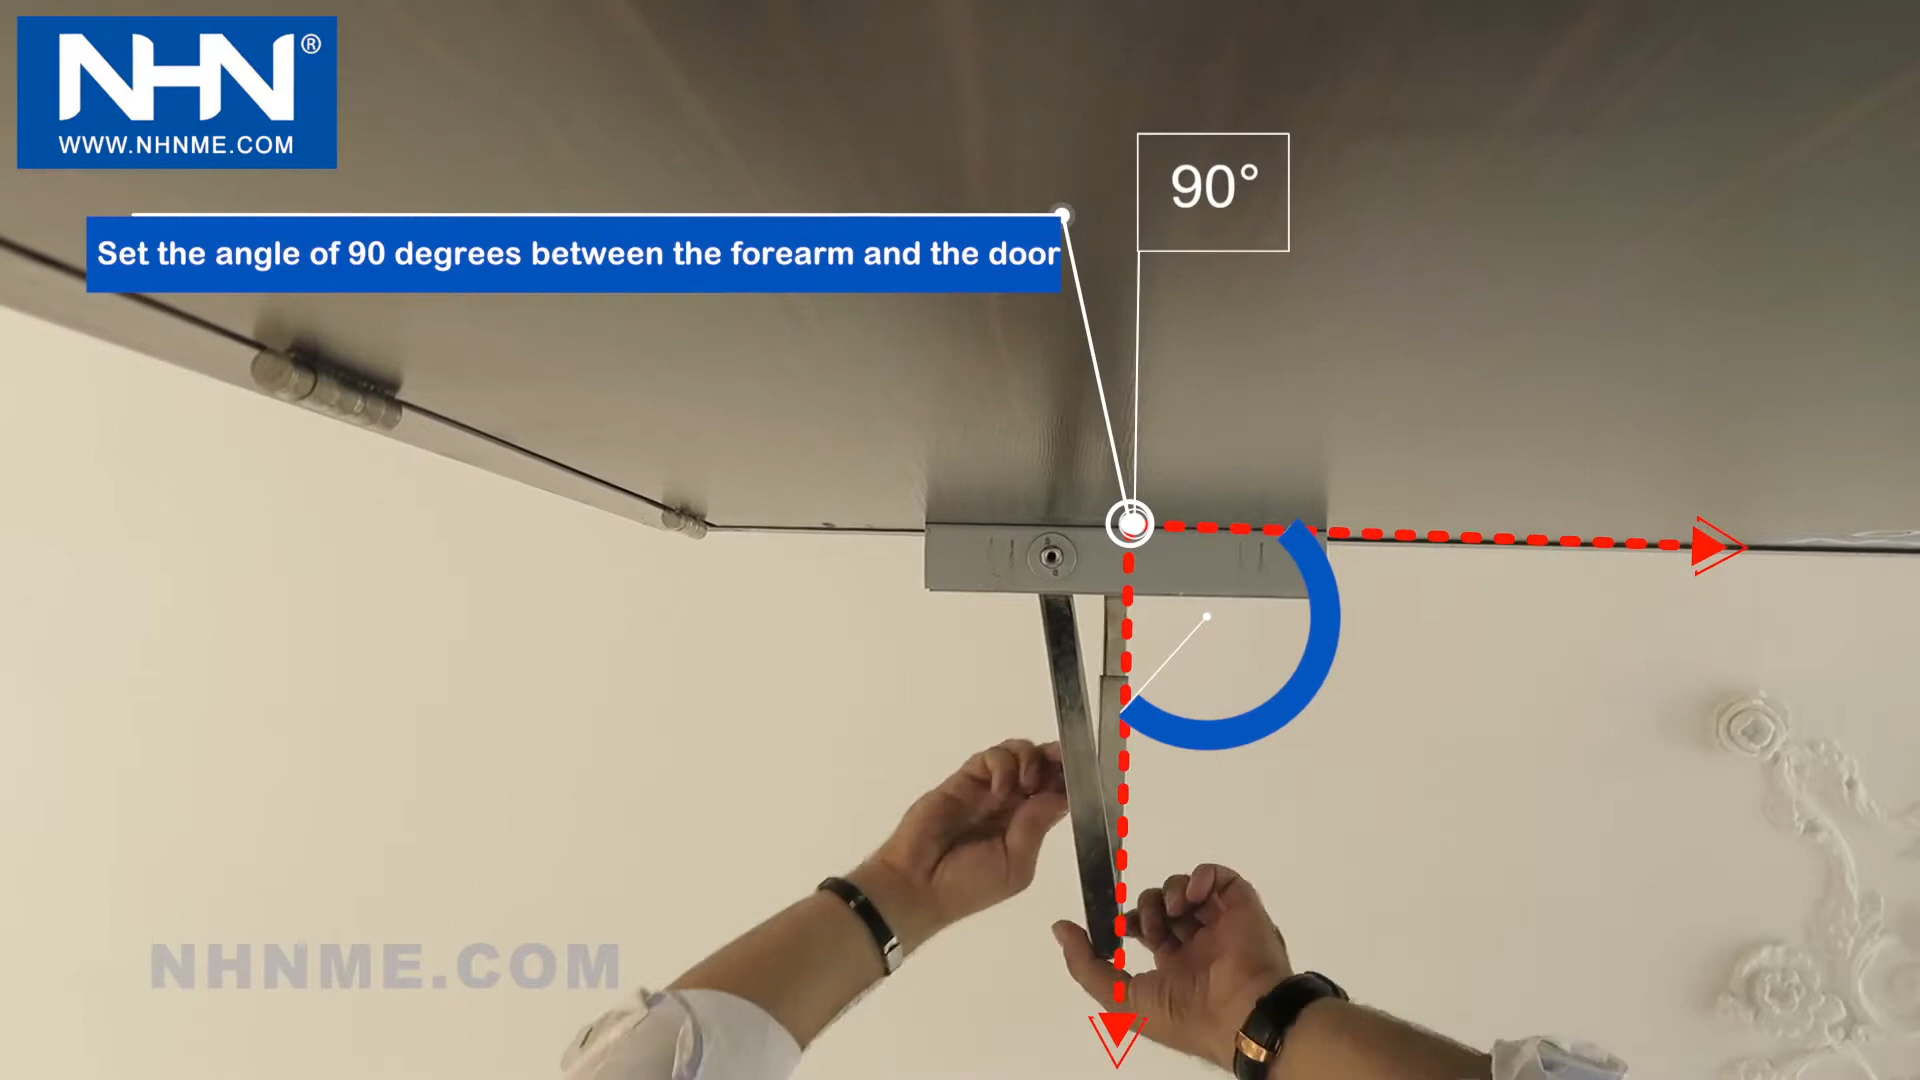 NHN®
WWW.NHNME.COM
90°
Set the angle of 90 degrees between the forearm and the door
NHNME.COM